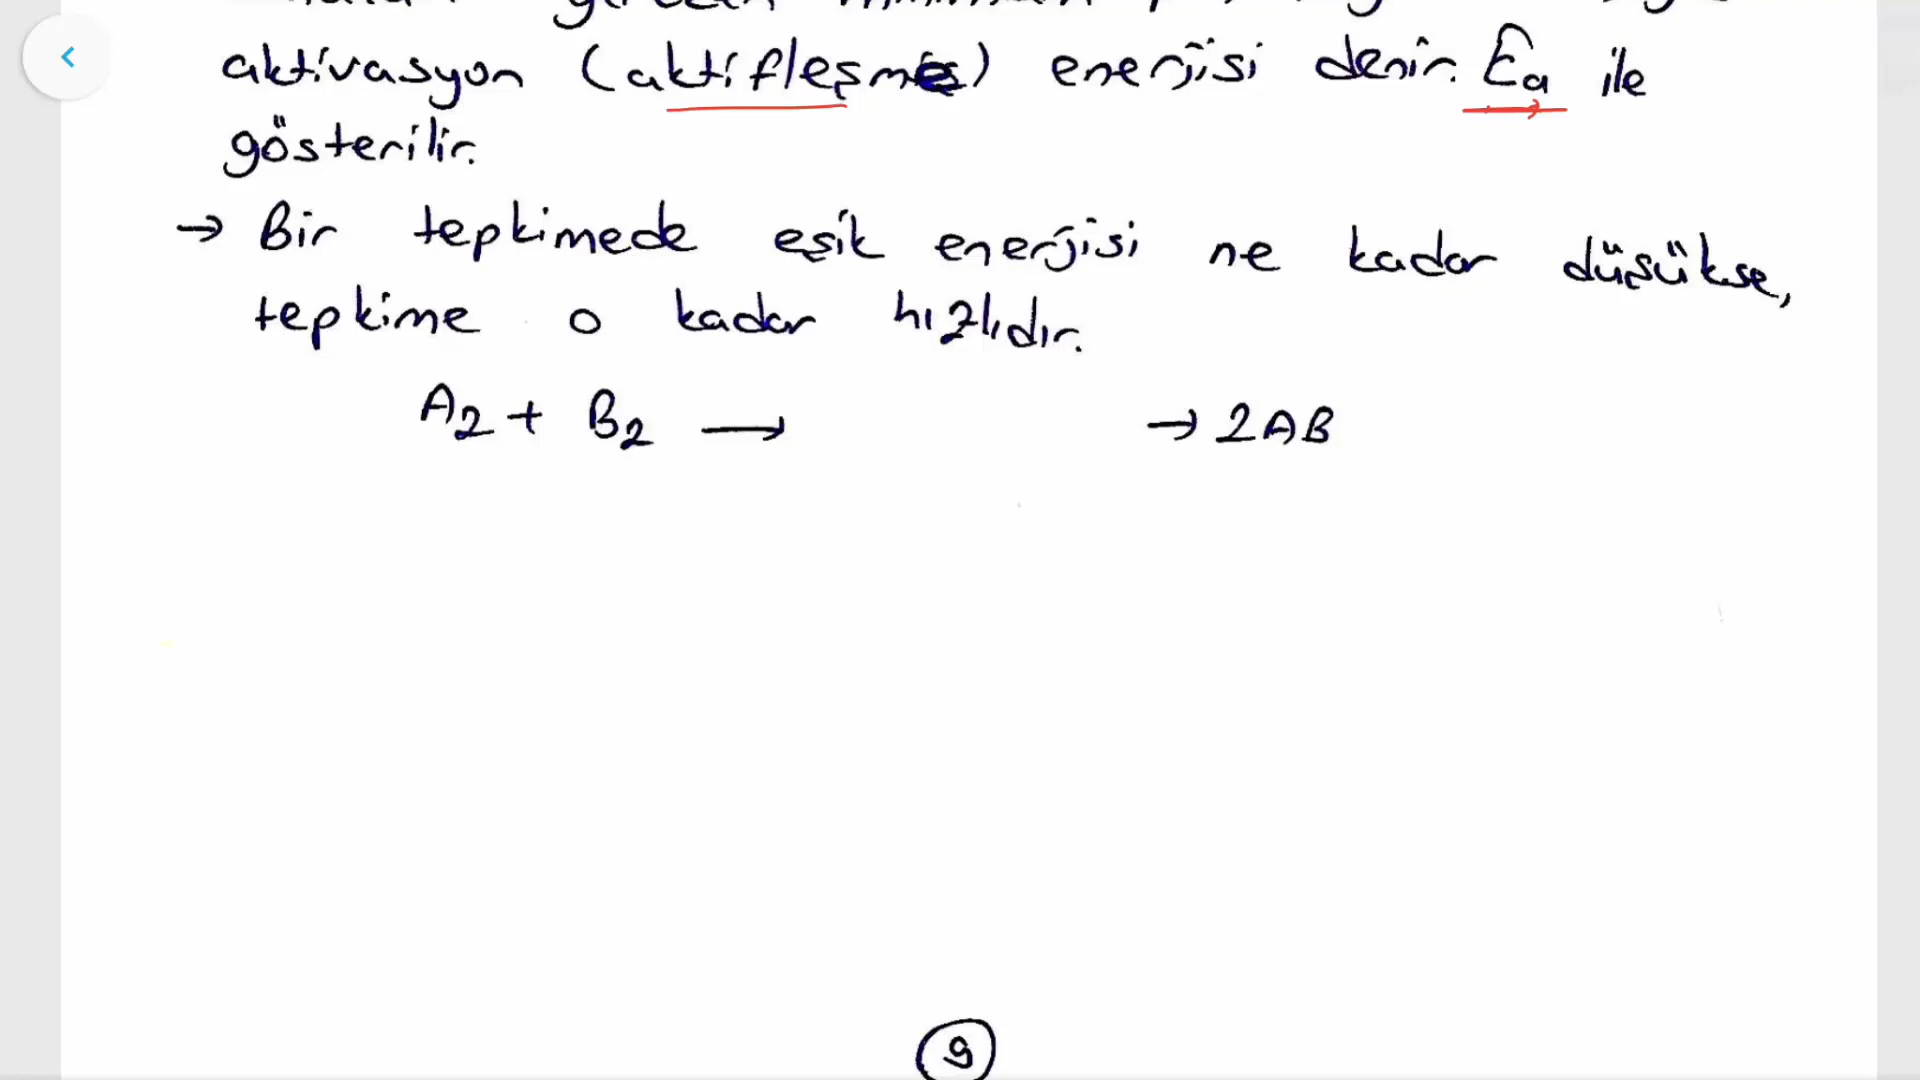 aktivasyon (aktifleşme) enerjisi denir. Ea ile
gösterilir.
→ Bir tepkimede eşik enerjisi ne kadar düşükse,
tepkime o kadar hızlıdır.
A2 + B2 → → 2AB
9